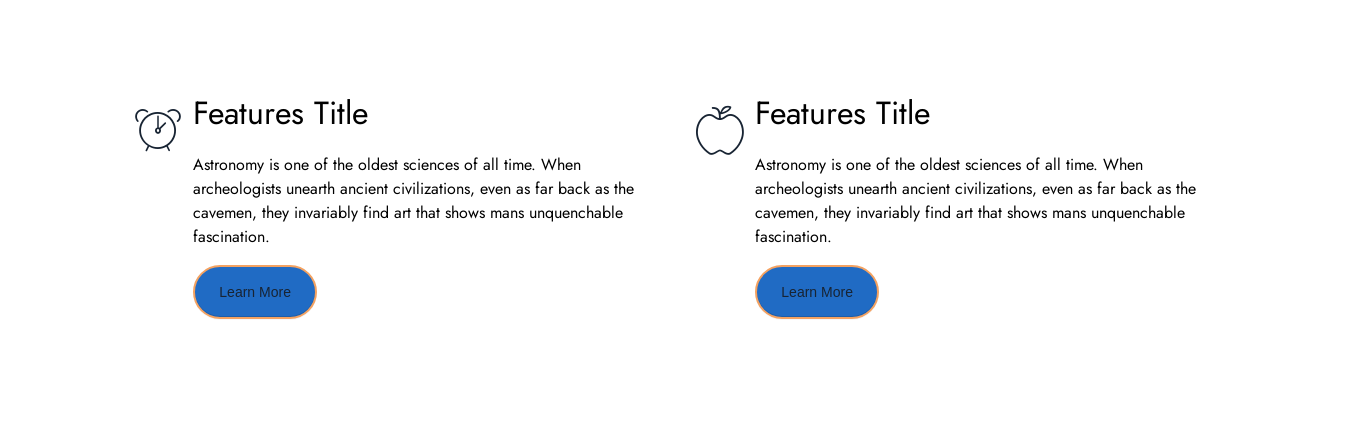 Features Title
Astronomy is one of the oldest sciences of all time. When
archeologists unearth ancient civilizations, even as far back as the
cavemen, they invariably find art that shows mans unquenchable
fascination.
Learn More
Features Title
Astronomy is one of the oldest sciences of all time. When
archeologists unearth ancient civilizations, even as far back as the
cavemen, they invariably find art that shows mans unquenchable
fascination.
Learn More